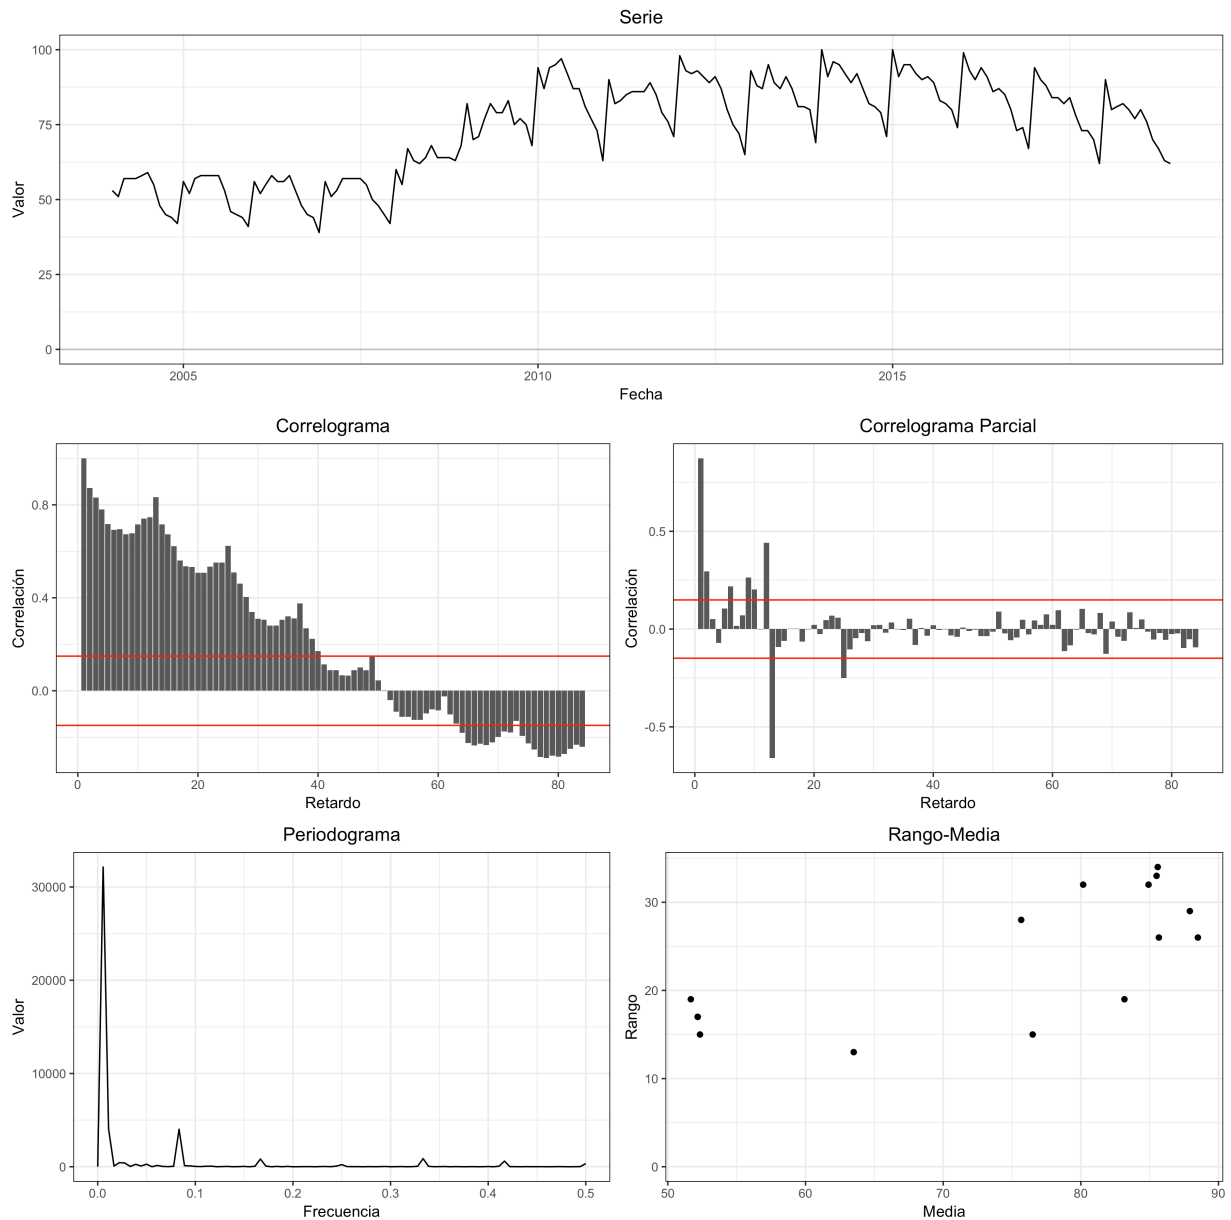 Serie
100
75
50
25
0
Valor
2005 2010 2015
Fecha
Correlograma
0.8
0.4
0.0
Correlación
0 20 40 60 80
Retardo
Correlograma Parcial
0.5
0.0
-0.5
Correlación
0 20 40 60 80
Retardo
Periodograma
30000
20000
10000
0
Valor
0.0 0.1 0.2 0.3 0.4 0.5
Frecuencia
Rango-Media
30
20
10
0
Rango
50 60 70 80 90
Media